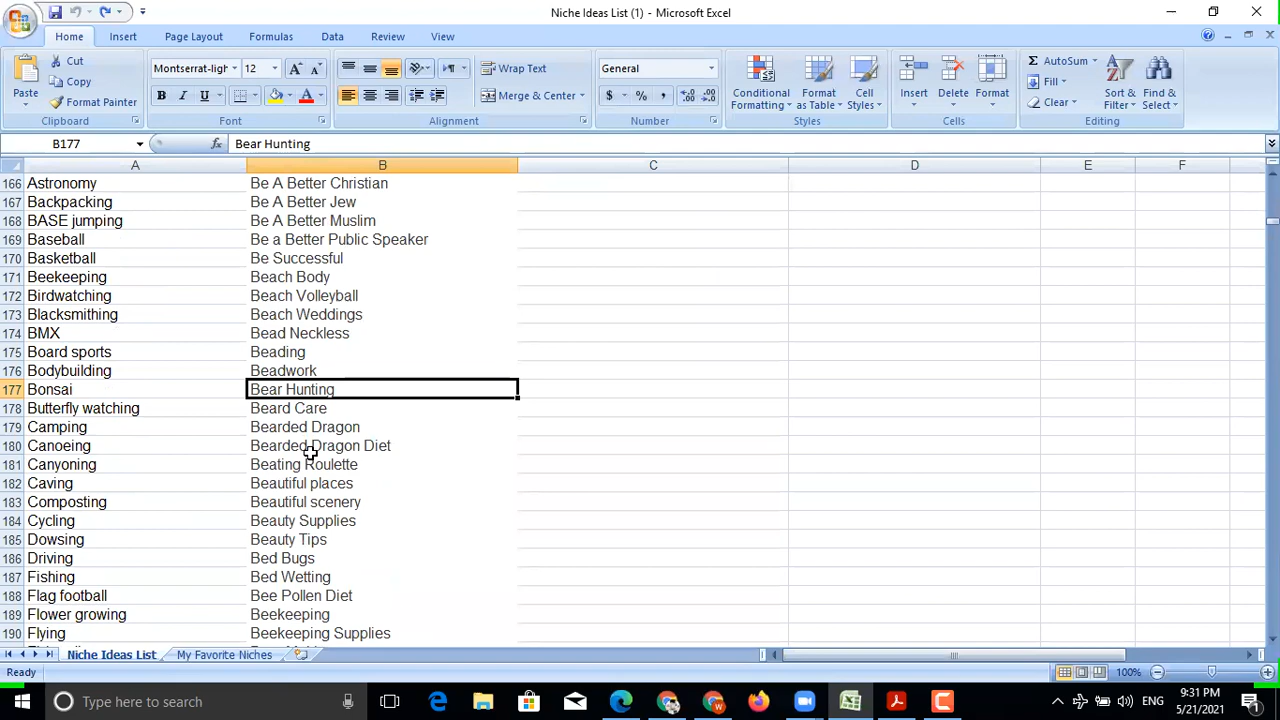 Niche Ideas List (1) - Microsoft Excel
Home Insert Page Layout Formulas Data Review View
Paste
Cut
Copy
Format Painter
Clipboard
Montserrat-ligh 12
B I U A
Font
Wrap Text
Merge & Center
Alignment
General
$ % ,
Number
Conditional Formatting
Format as Table
Cell Styles
Styles
Insert Delete Format
Cells
AutoSum
Fill
Clear
Sort & Filter
Find & Select
Editing
B177 fx Bear Hunting
A B C D E F
166 Astronomy Be A Better Christian
167 Backpacking Be A Better Jew
168 BASE jumping Be A Better Muslim
169 Baseball Be a Better Public Speaker
170 Basketball Be Successful
171 Beekeeping Beach Body
172 Birdwatching Beach Volleyball
173 Blacksmithing Beach Weddings
174 BMX Bead Neckless
175 Board sports Beading
176 Bodybuilding Beadwork
177 Bonsai Bear Hunting
178 Butterfly watching Beard Care
179 Camping Bearded Dragon
180 Canoeing Bearded Dragon Diet
181 Canyoning Beating Roulette
182 Caving Beautiful places
183 Composting Beautiful scenery
184 Cycling Beauty Supplies
185 Dowsing Beauty Tips
186 Driving Bed Bugs
187 Fishing Bed Wetting
188 Flag football Bee Pollen Diet
189 Flower growing Beekeeping
190 Flying Beekeeping Supplies
Niche Ideas List My Favorite Niches
Ready 100%
Type here to search
ENG
9:31 PM
5/21/2021